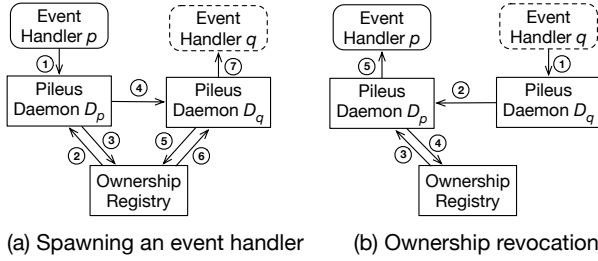 Event
Handler p
Event
Handler q
1
7
Pileus
Daemon Dp
4
Pileus
Daemon Dq
2
3
5
6
Ownership
Registry
(a) Spawning an event handler
Event
Handler p
Event
Handler q
5
1
Pileus
Daemon Dp
2
Pileus
Daemon Dq
3
4
Ownership
Registry
(b) Ownership revocation